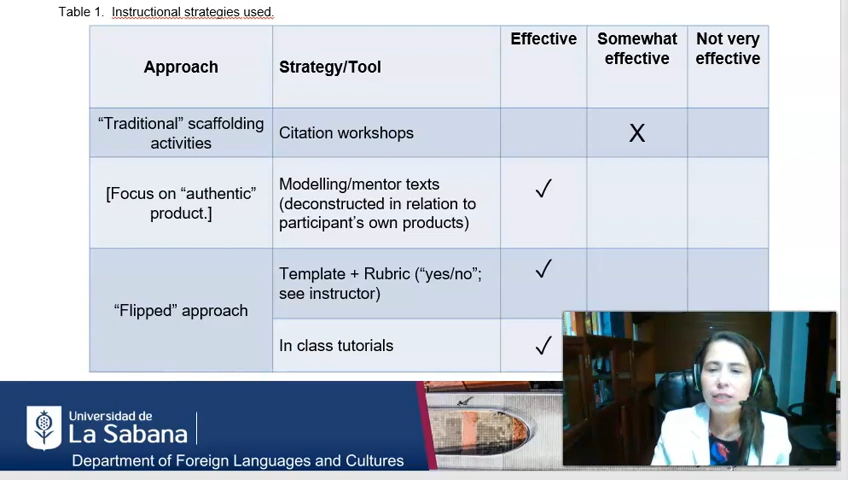 Table 1. Instructional strategies used.
Approach
Strategy/Tool
Effective
Somewhat
effective
Not very
effective
“Traditional” scaffolding
activities
Citation workshops
X
[Focus on “authentic”
product.]
Modelling/mentor texts
(deconstructed in relation to
participant’s own products)
✓
“Flipped” approach
Template + Rubric (“yes/no”;
see instructor)
✓
In class tutorials
✓
Universidad de
La Sabana
Department of Foreign Languages and Cultures